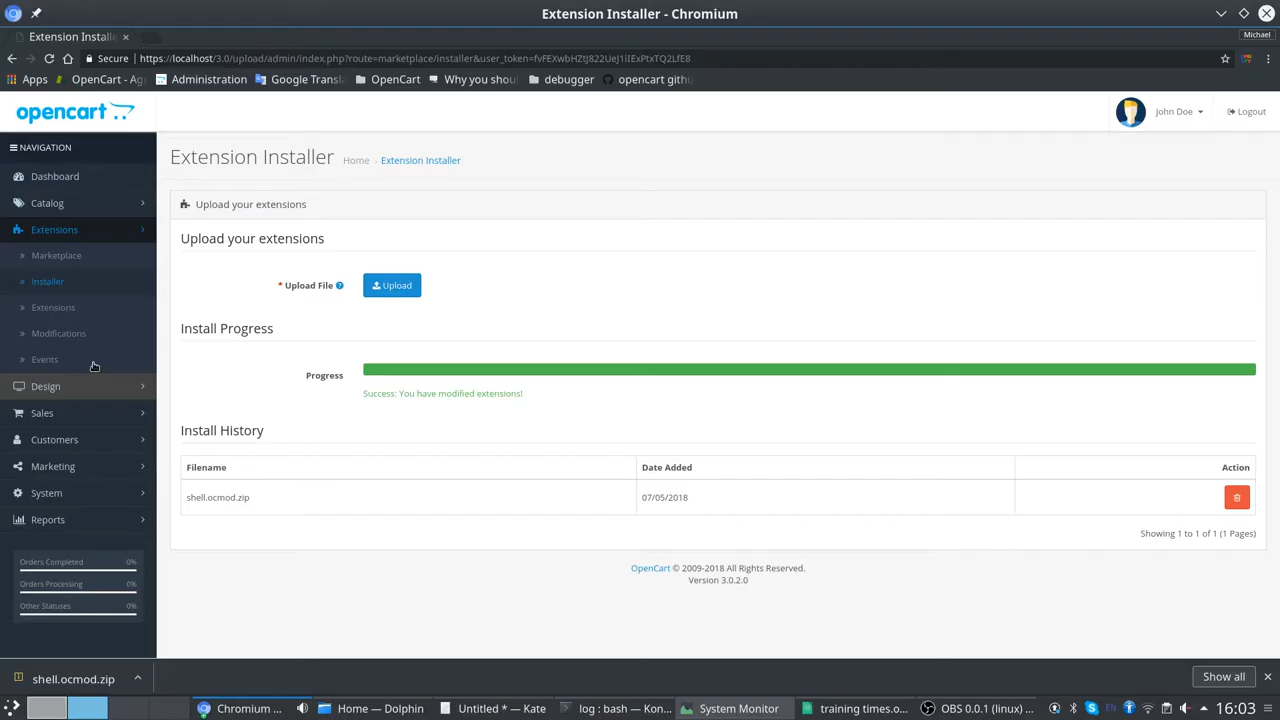 Extension Installer - Chromium
Extension Installe
Michael
Secure https://localhost/3.0/upload/admin/index.php?route=marketplace/installer&user_token=
Apps OpenCart - Ag Administration Google Transl OpenCart Why you shou debugger opencart githu
opencart
John Doe Logout
NAVIGATION
Dashboard
Catalog
Extensions
Marketplace
Installer
Extensions
Modifications
Events
Design
Sales
Customers
Marketing
System
Reports
Orders Completed 0%
Orders Processing 0%
Other Statuses 0%
Extension Installer Home Extension Installer
Upload your extensions
Upload your extensions
* Upload File Upload
Install Progress
Progress
Success: You have modified extensions!
Install History
Filename Date Added Action
shell.ocmod.zip 07/05/2018
Showing 1 to 1 of 1 (1 Pages)
OpenCart © 2009-2018 All Rights Reserved.
Version 3.0.2.0
shell.ocmod.zip Show all
Chromium Home — Dolphin Untitled * — Kate log : bash — Kon... System Monitor training times.o... OBS 0.0.1 (linux) ... 16:03